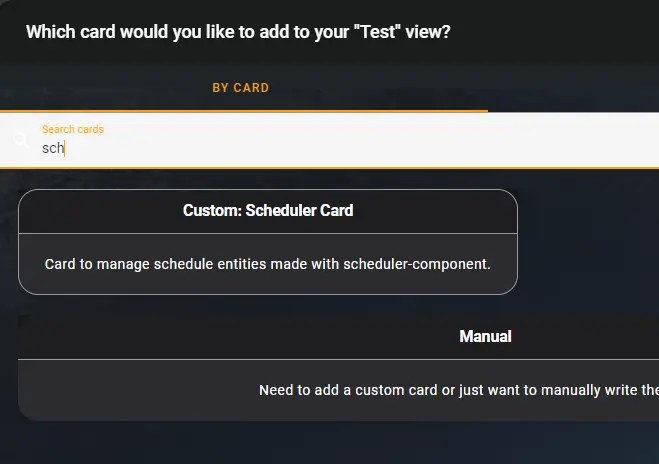 Which card would you like to add to your "Test" view?
BY CARD
Search cards
sch
Custom: Scheduler Card
Card to manage schedule entities made with scheduler-component.
Manual
Need to add a custom card or just want to manually write the